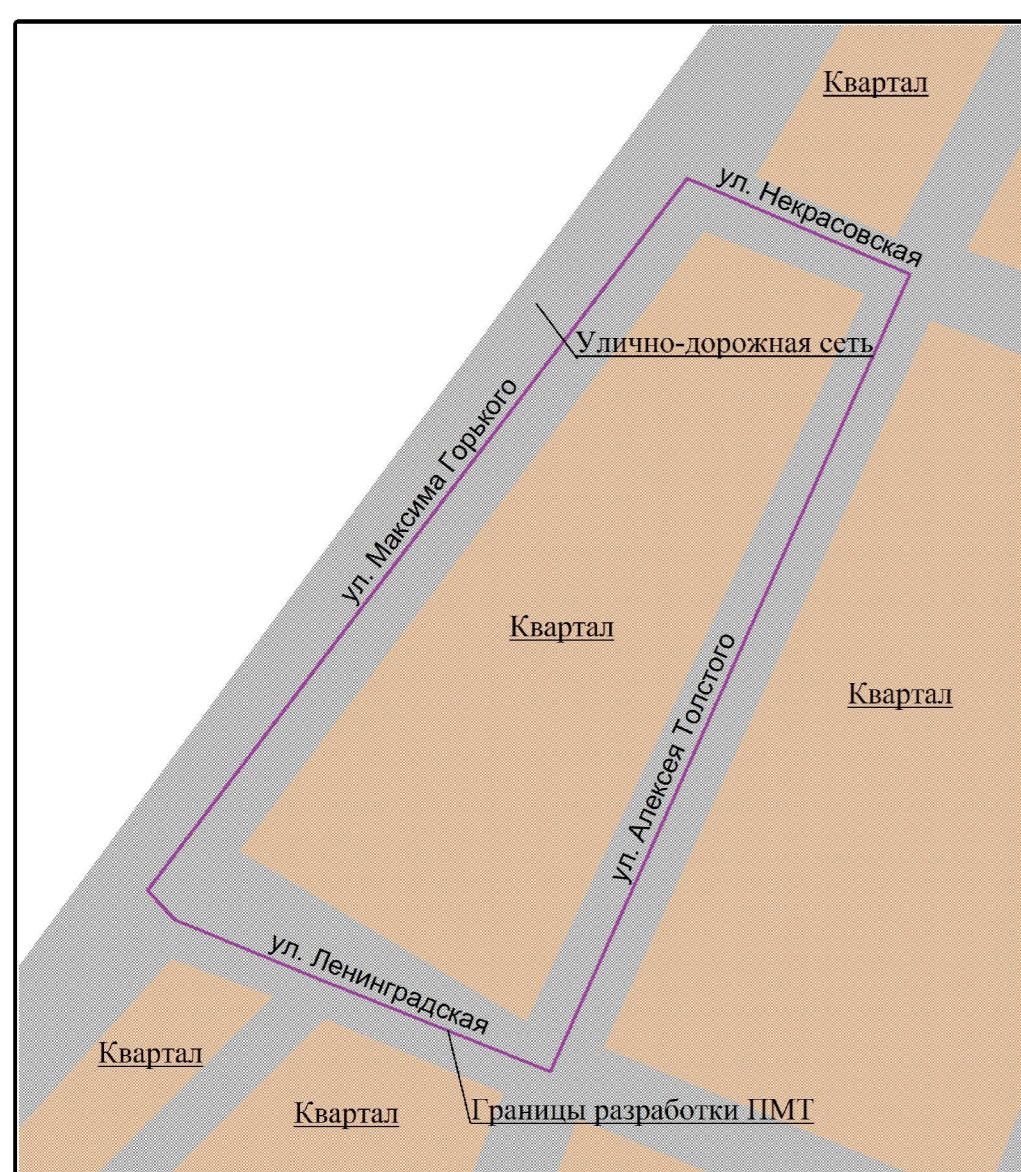 Квартал
ул. Некрасовская
Улично-дорожная сеть
ул. Максима Горького
Квартал
Квартал
ул. Алексея Толстого
ул. Ленинградская
Квартал
Квартал
Границы разработки ПМТ